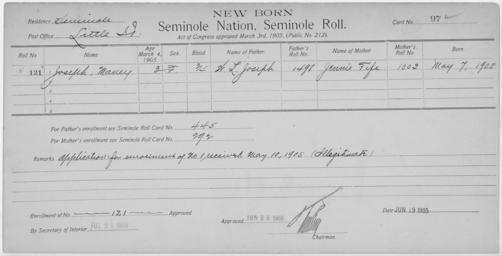 NEW BORN
Residence Seminole
Seminole Nation, Seminole Roll.
Card No. 97
Post Office Little
Act of Congress approved March 3rd, 1905, (Public No. 212).
Roll No. Name Age March 4, 1905 Sex. Blood. Name of Father. Father's Roll No. Name of Mother. Mother's Roll No. Born.
121 Joseph, Maney 3 F W. L. Joseph Jennie Fife 1002 May 7, 1902
For Father's enrollment see Seminole Roll Card No. 445
For Mother's enrollment see Seminole Roll Card No. 292
Remarks Application for enrollment of No. 1, received May 10, 1905 (Illegitimate)
Enrollment of No. 121 Approved
Approved 1905
Date JUN 19 1905
By Secretary of Interior 1905
Chairman.